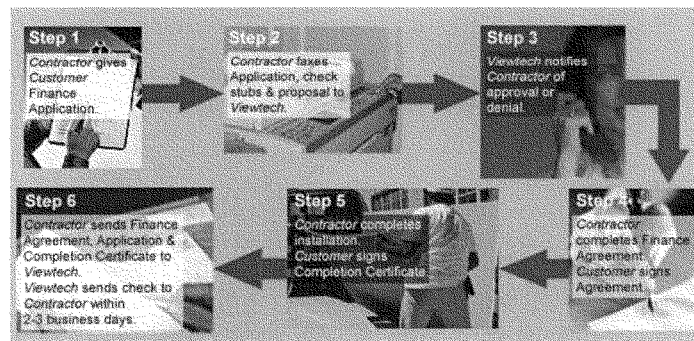 Step 1
Contractor gives
Customer
Finance
Application.
Step 2
Contractor faxes
Application, check
stubs & proposal to
Viewtech.
Step 3
Viewtech notifies
Contractor of
approval or
denial.
Step 4
Contractor
completes Finance
Agreement.
Customer signs
Agreement.
Step 5
Contractor completes
installation.
Customer signs
Completion Certificate.
Step 6
Contractor sends Finance
Agreement, Application &
Completion Certificate to
Viewtech.
Viewtech sends check to
Contractor within
2-3 business days.